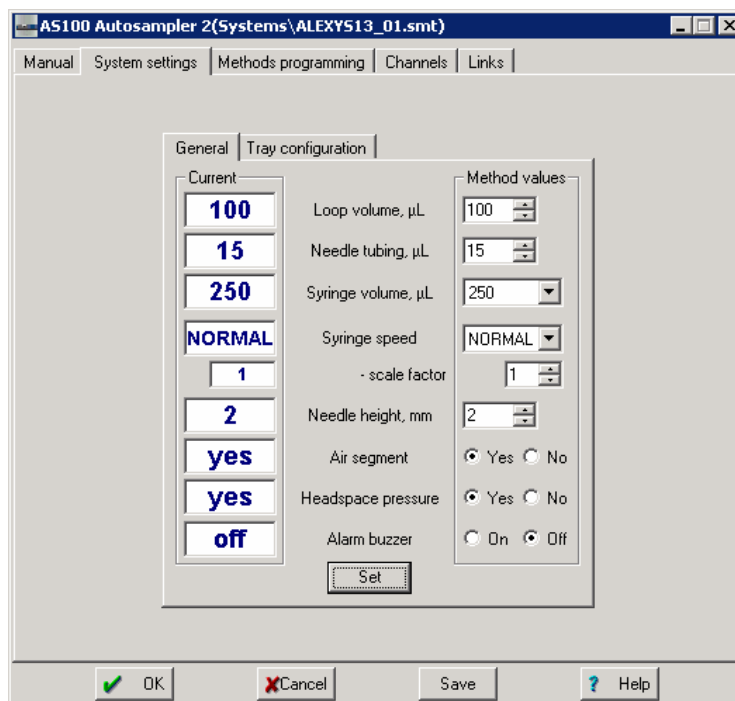 AS100 Autosampler 2(Systems\ALEXYS13_01.smt)
Manual System settings Methods programming Channels Links
General Tray configuration
Current Method values
100 Loop volume, µL 100
15 Needle tubing, µL 15
250 Syringe volume, µL 250
NORMAL Syringe speed NORMAL
1 - scale factor 1
2 Needle height, mm 2
yes Air segment Yes No
yes Headspace pressure Yes No
off Alarm buzzer On Off
Set
OK Cancel Save ? Help